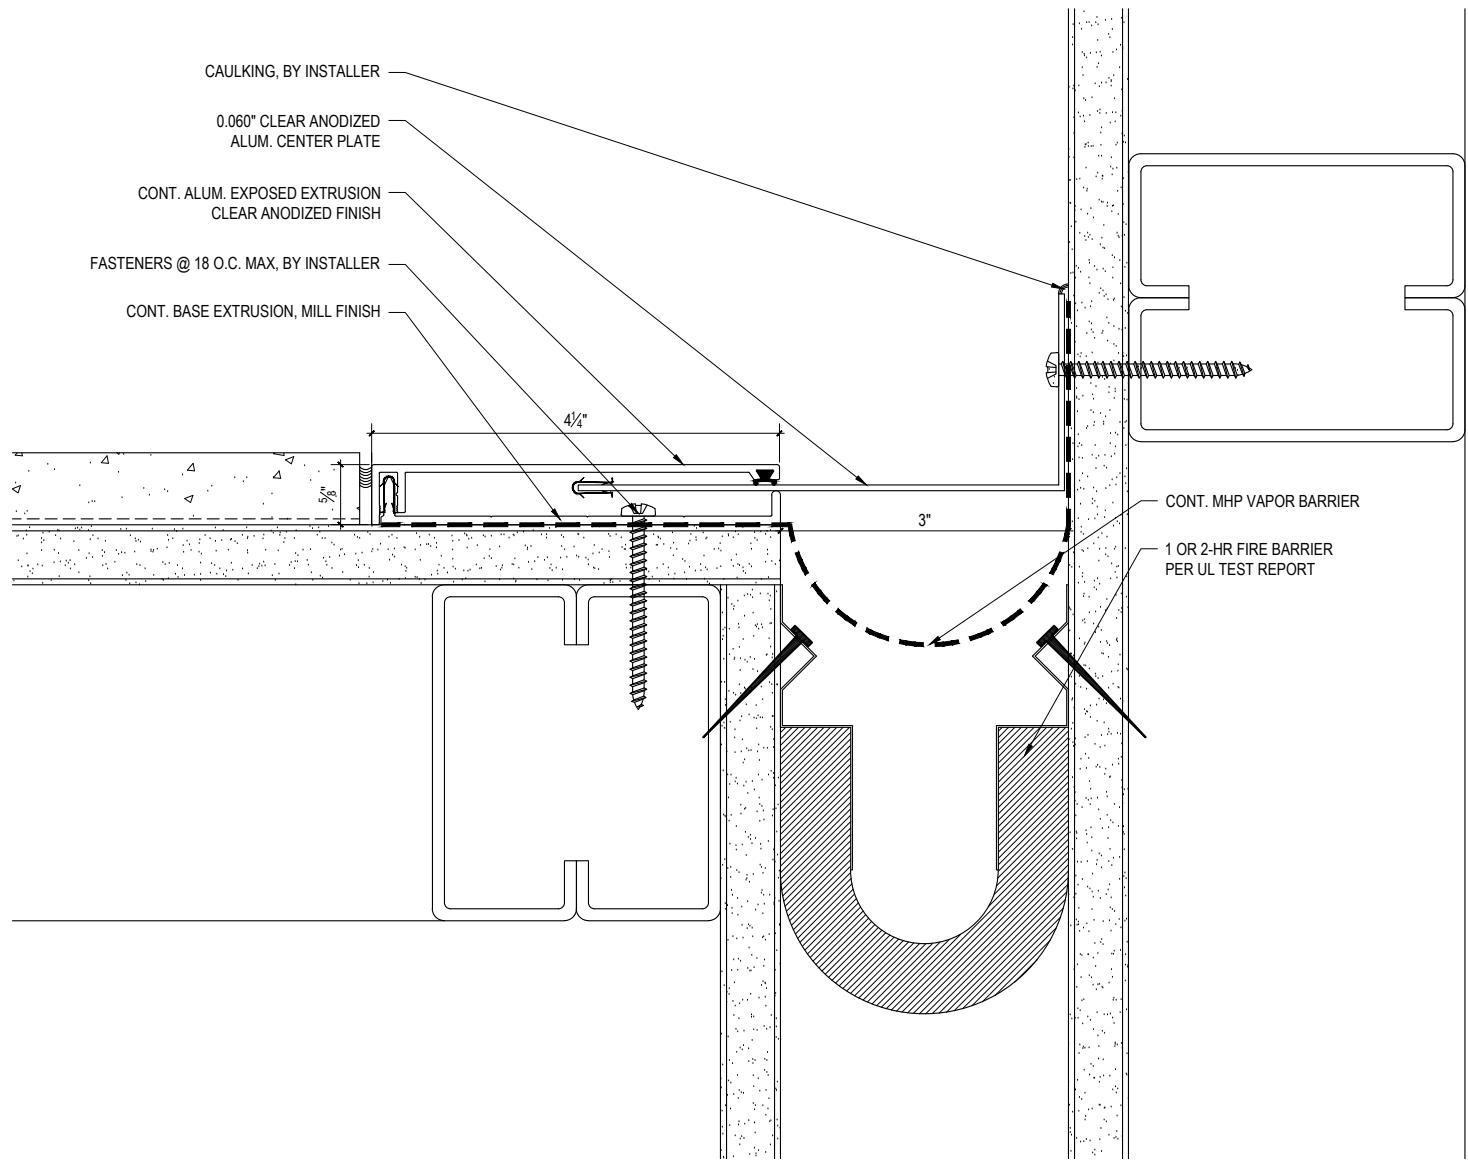 CAULKING, BY INSTALLER
0.060" CLEAR ANODIZED
ALUM. CENTER PLATE
CONT. ALUM. EXPOSED EXTRUSION
CLEAR ANODIZED FINISH
FASTENERS @ 18 O.C. MAX, BY INSTALLER
CONT. BASE EXTRUSION, MILL FINISH
4¼"
⅝"
3"
CONT. MHP VAPOR BARRIER
1 OR 2-HR FIRE BARRIER
PER UL TEST REPORT